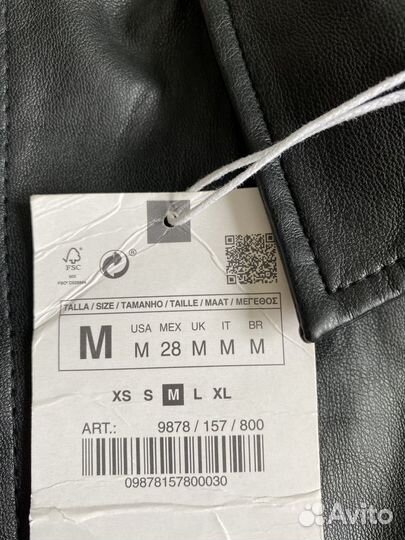 FSC
TALLA / SIZE / TAMANHO / TAILLE / MAAT / ΜΕΓΕΘΟΣ
M
USA MEX UK IT BR
M 28 M M M
XS S M L XL
ART.: 9878 / 157 / 800
09878157800030
Avito